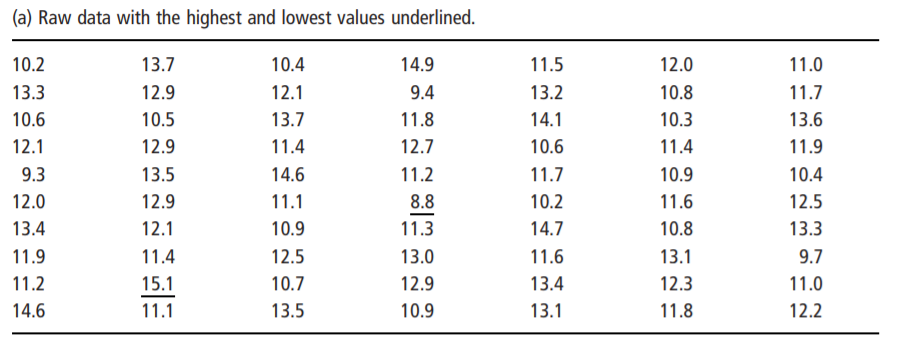 (a) Raw data with the highest and lowest values underlined.
10.2 13.7 10.4 14.9 11.5 12.0 11.0
13.3 12.9 12.1 9.4 13.2 10.8 11.7
10.6 10.5 13.7 11.8 14.1 10.3 13.6
12.1 12.9 11.4 12.7 10.6 11.4 11.9
9.3 13.5 14.6 11.2 11.7 10.9 10.4
12.0 12.9 11.1 8.8 10.2 11.6 12.5
13.4 12.1 10.9 11.3 14.7 10.8 13.3
11.9 11.4 12.5 13.0 11.6 13.1 9.7
11.2 15.1 10.7 12.9 13.4 12.3 11.0
14.6 11.1 13.5 10.9 13.1 11.8 12.2